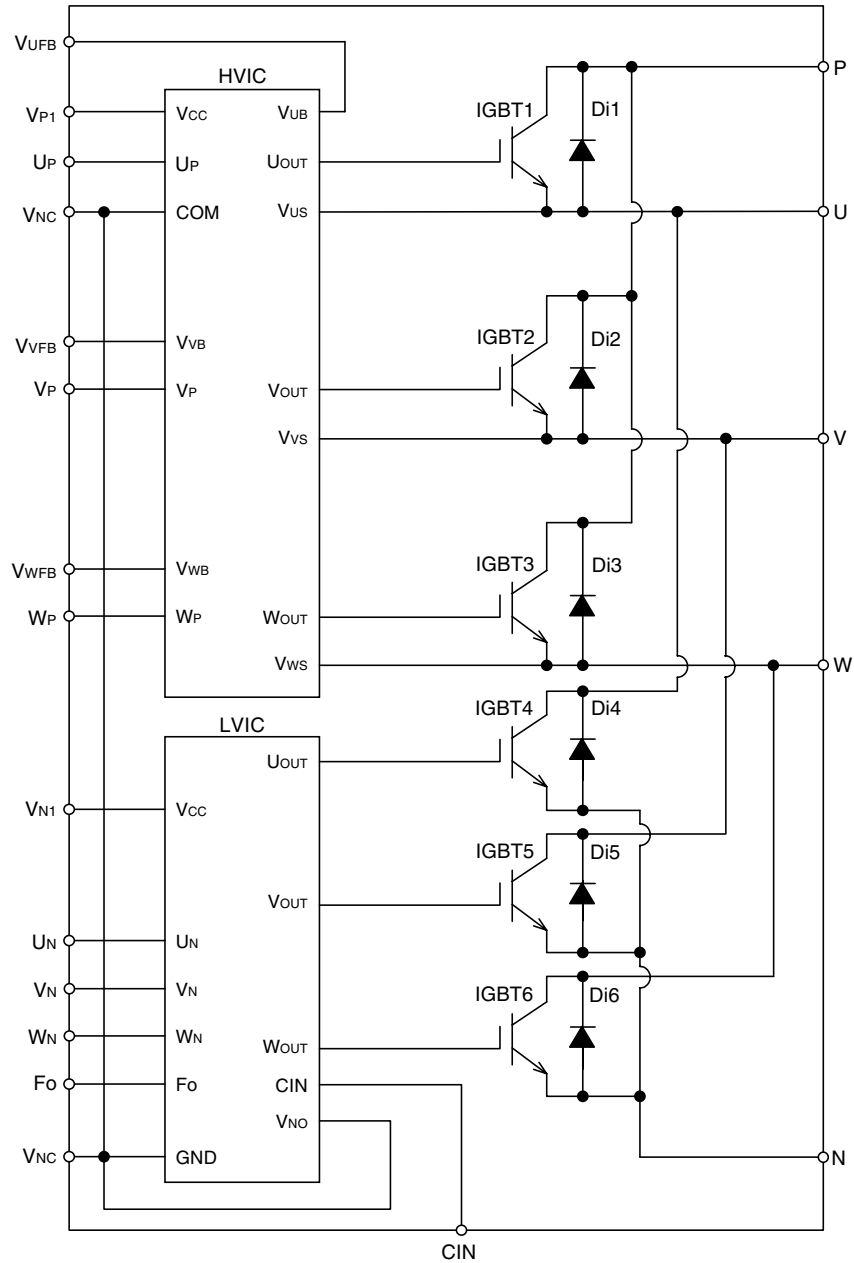 VUFB
HVIC
P
VP1
VCC
VUB
IGBT1
Di1
UP
UP
UOUT
VNC
COM
VUS
U
VVFB
VVB
IGBT2
Di2
VP
VP
VOUT
VVS
V
VWFB
VWB
IGBT3
Di3
WP
WP
WOUT
VWS
W
LVIC
IGBT4
Di4
UOUT
VN1
VCC
IGBT5
Di5
VOUT
UN
UN
VN
VN
IGBT6
Di6
WN
WN
WOUT
Fo
Fo
CIN
VNO
VNC
GND
N
CIN